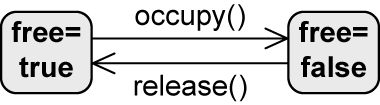 free=
true
occupy()
release()
free=
false